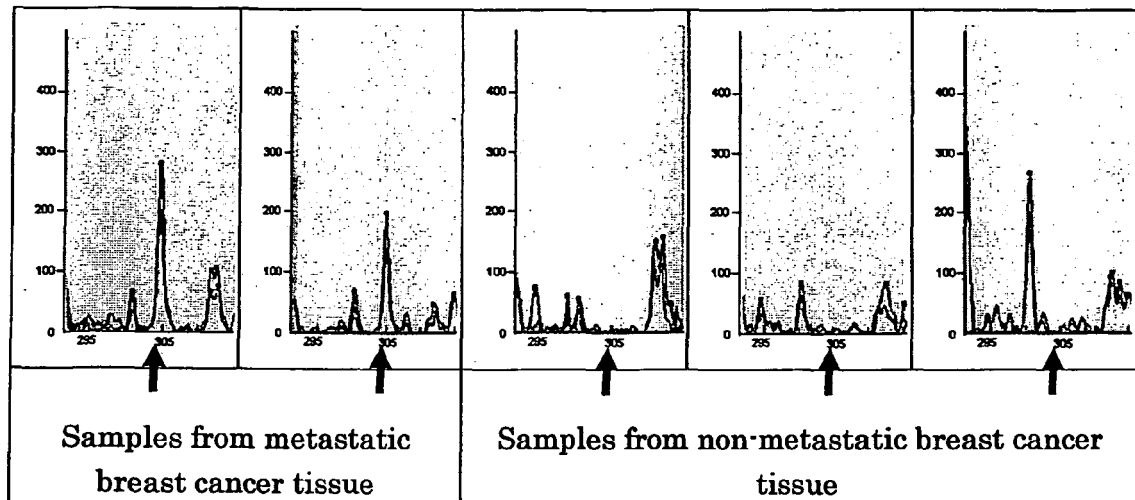 400 400 400 400 400
300 300 300 300 300
200 200 200 200 200
100 100 100 100 100
0 0 0 0 0
295 305 295 305 295 305 295 305 295 305
Samples from metastatic
breast cancer tissue
Samples from non-metastatic breast cancer
tissue